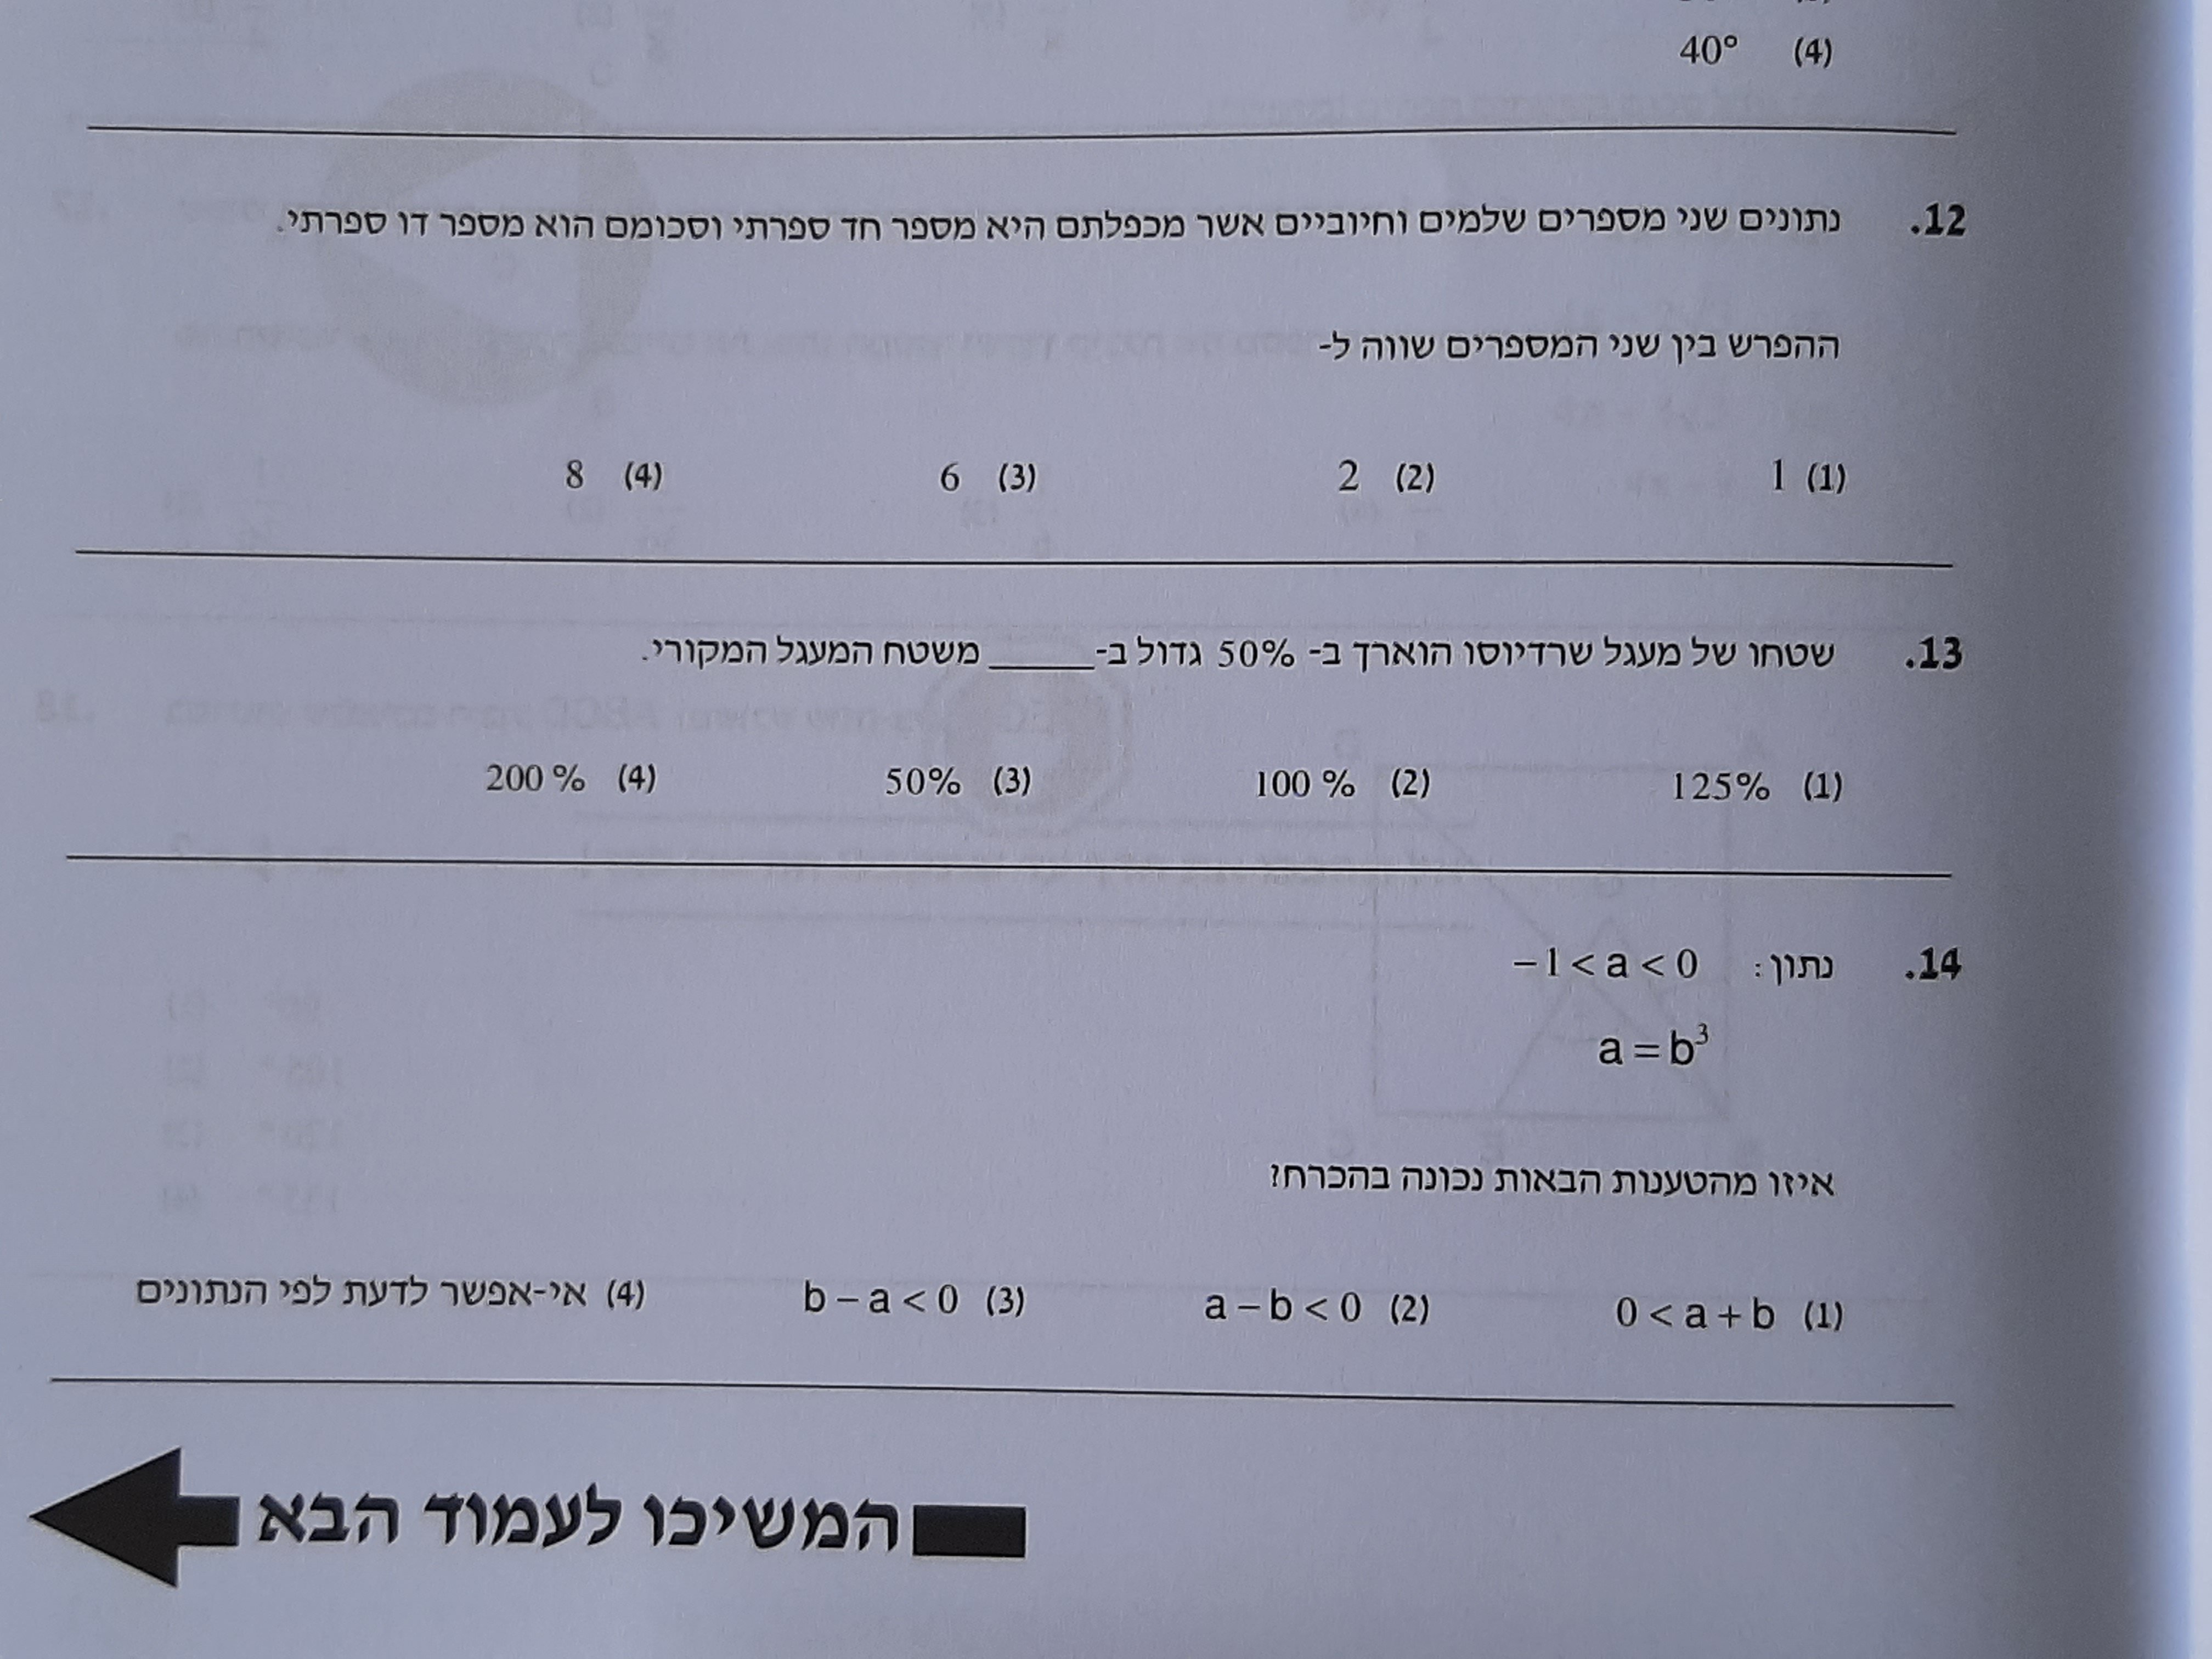 (4) 40°
12. נתונים שני מספרים שלמים וחיוביים אשר מכפלתם היא מספר חד ספרתי וסכומם הוא מספר דו ספרתי.
ההפרש בין שני המספרים שווה ל-
(1) 1 (2) 2 (3) 6 (4) 8
13. שטחו של מעגל שרדיוסו הוארך ב- 50% גדול ב-_____ משטח המעגל המקורי.
(1) 125% (2) 100 % (3) 50% (4) 200 %
14. נתון: −1 < a < 0
a = b³
איזו מהטענות הבאות נכונה בהכרח?
(1) 0 < a + b (2) a − b < 0 (3) b − a < 0 (4) אי-אפשר לדעת לפי הנתונים
המשיכו לעמוד הבא